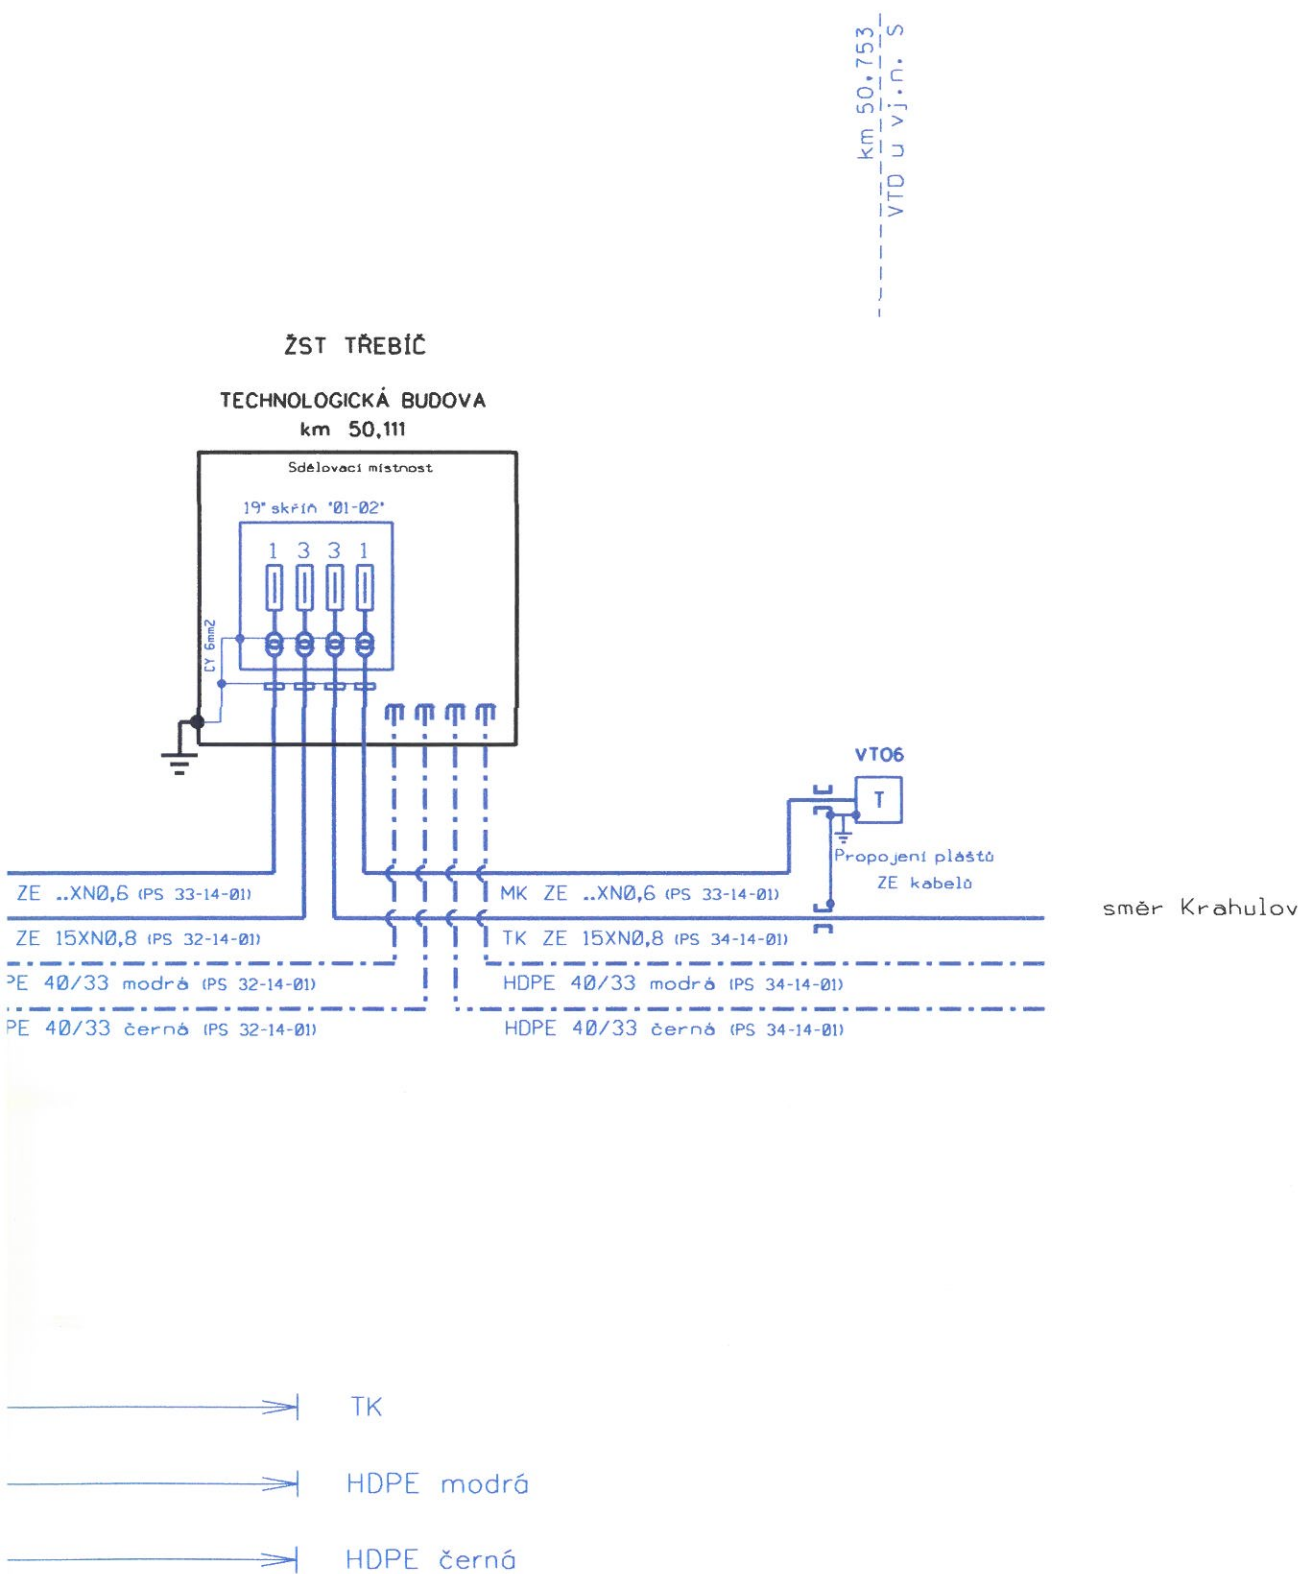 km 50,753
VTO u vj.n. S
ŽST TŘEBÍČ
TECHNOLOGICKÁ BUDOVA
km 50,111
Sdělovací místnost
19" skříň "01-02"
1 3 3 1
CY 6mm2
VTO6
T
Propojení plášťů
ZE kabelů
ZE ..XN0,6 (PS 33-14-01)
MK ZE ..XN0,6 (PS 33-14-01)
směr Krahulov
ZE 15XN0,8 (PS 32-14-01)
TK ZE 15XN0,8 (PS 34-14-01)
PE 40/33 modrá (PS 32-14-01)
HDPE 40/33 modrá (PS 34-14-01)
PE 40/33 černá (PS 32-14-01)
HDPE 40/33 černá (PS 34-14-01)
TK
HDPE modrá
HDPE černá